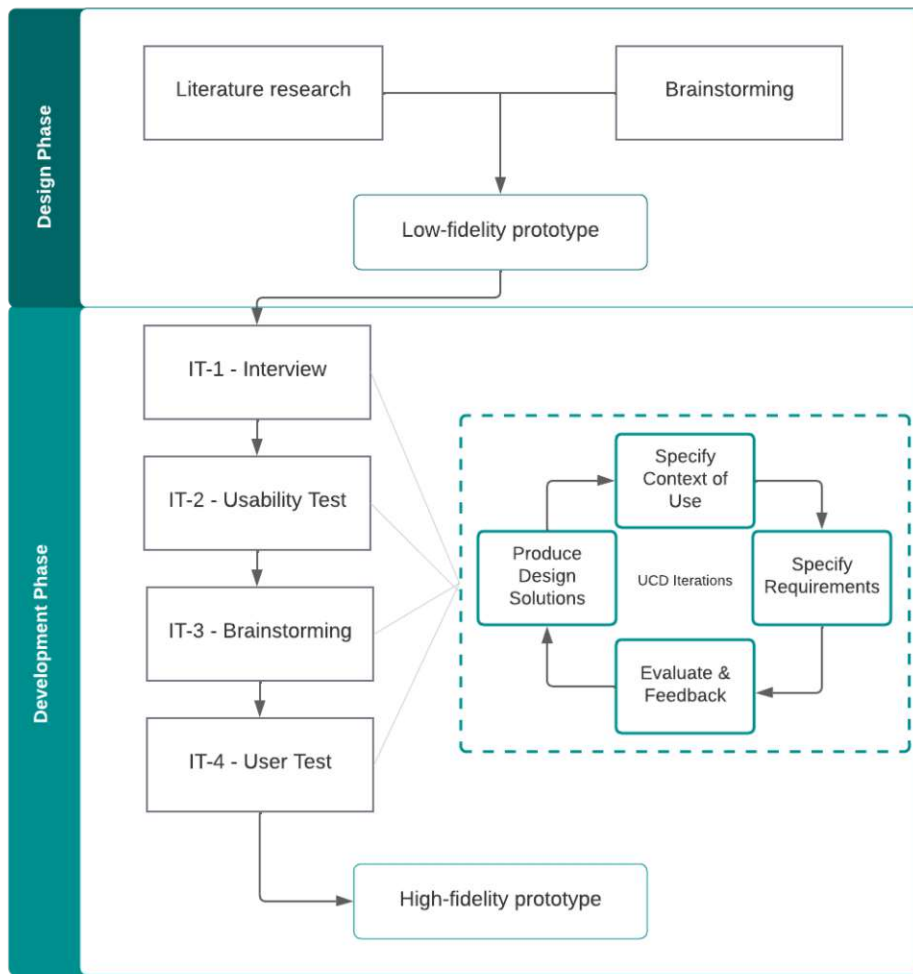 Design Phase
Literature research
Brainstorming
Low-fidelity prototype
Development Phase
IT-1 - Interview
IT-2 - Usability Test
IT-3 - Brainstorming
IT-4 - User Test
Specify
Context of
Use
Produce
Design
Solutions
UCD Iterations
Specify
Requirements
Evaluate &
Feedback
High-fidelity prototype